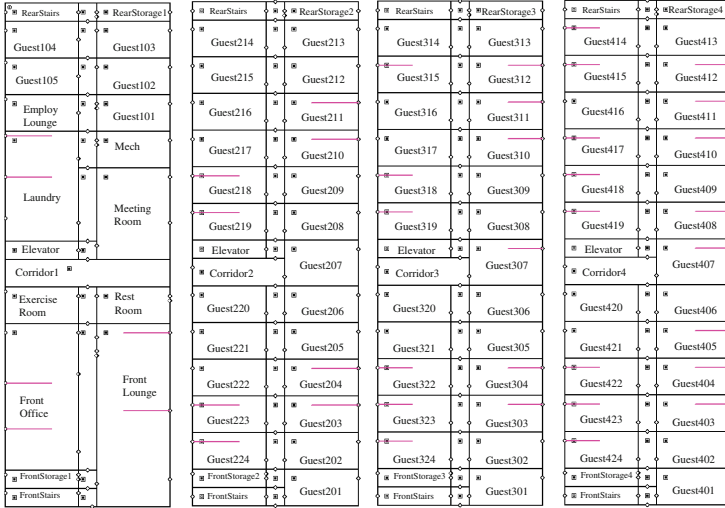 RearStairs RearStorage1
Guest104 Guest103
Guest105 Guest102
Employ
Lounge
Guest101
Mech
Laundry
Meeting
Room
Elevator
Corridor1
Exercise
Room
Rest
Room
Front
Office
Front
Lounge
FrontStorage1
FrontStairs
RearStairs RearStorage2
Guest214 Guest213
Guest215 Guest212
Guest216 Guest211
Guest217 Guest210
Guest218 Guest209
Guest219 Guest208
Elevator
Corridor2
Guest207
Guest220 Guest206
Guest221 Guest205
Guest222 Guest204
Guest223 Guest203
Guest224 Guest202
FrontStorage2
FrontStairs
Guest201
RearStairs RearStorage3
Guest314 Guest313
Guest315 Guest312
Guest316 Guest311
Guest317 Guest310
Guest318 Guest309
Guest319 Guest308
Elevator
Corridor3
Guest307
Guest320 Guest306
Guest321 Guest305
Guest322 Guest304
Guest323 Guest303
Guest324 Guest302
FrontStorage3
FrontStairs
Guest301
RearStairs RearStorage4
Guest414 Guest413
Guest415 Guest412
Guest416 Guest411
Guest417 Guest410
Guest418 Guest409
Guest419 Guest408
Elevator
Corridor4
Guest407
Guest420 Guest406
Guest421 Guest405
Guest422 Guest404
Guest423 Guest403
Guest424 Guest402
FrontStorage4
FrontStairs
Guest401